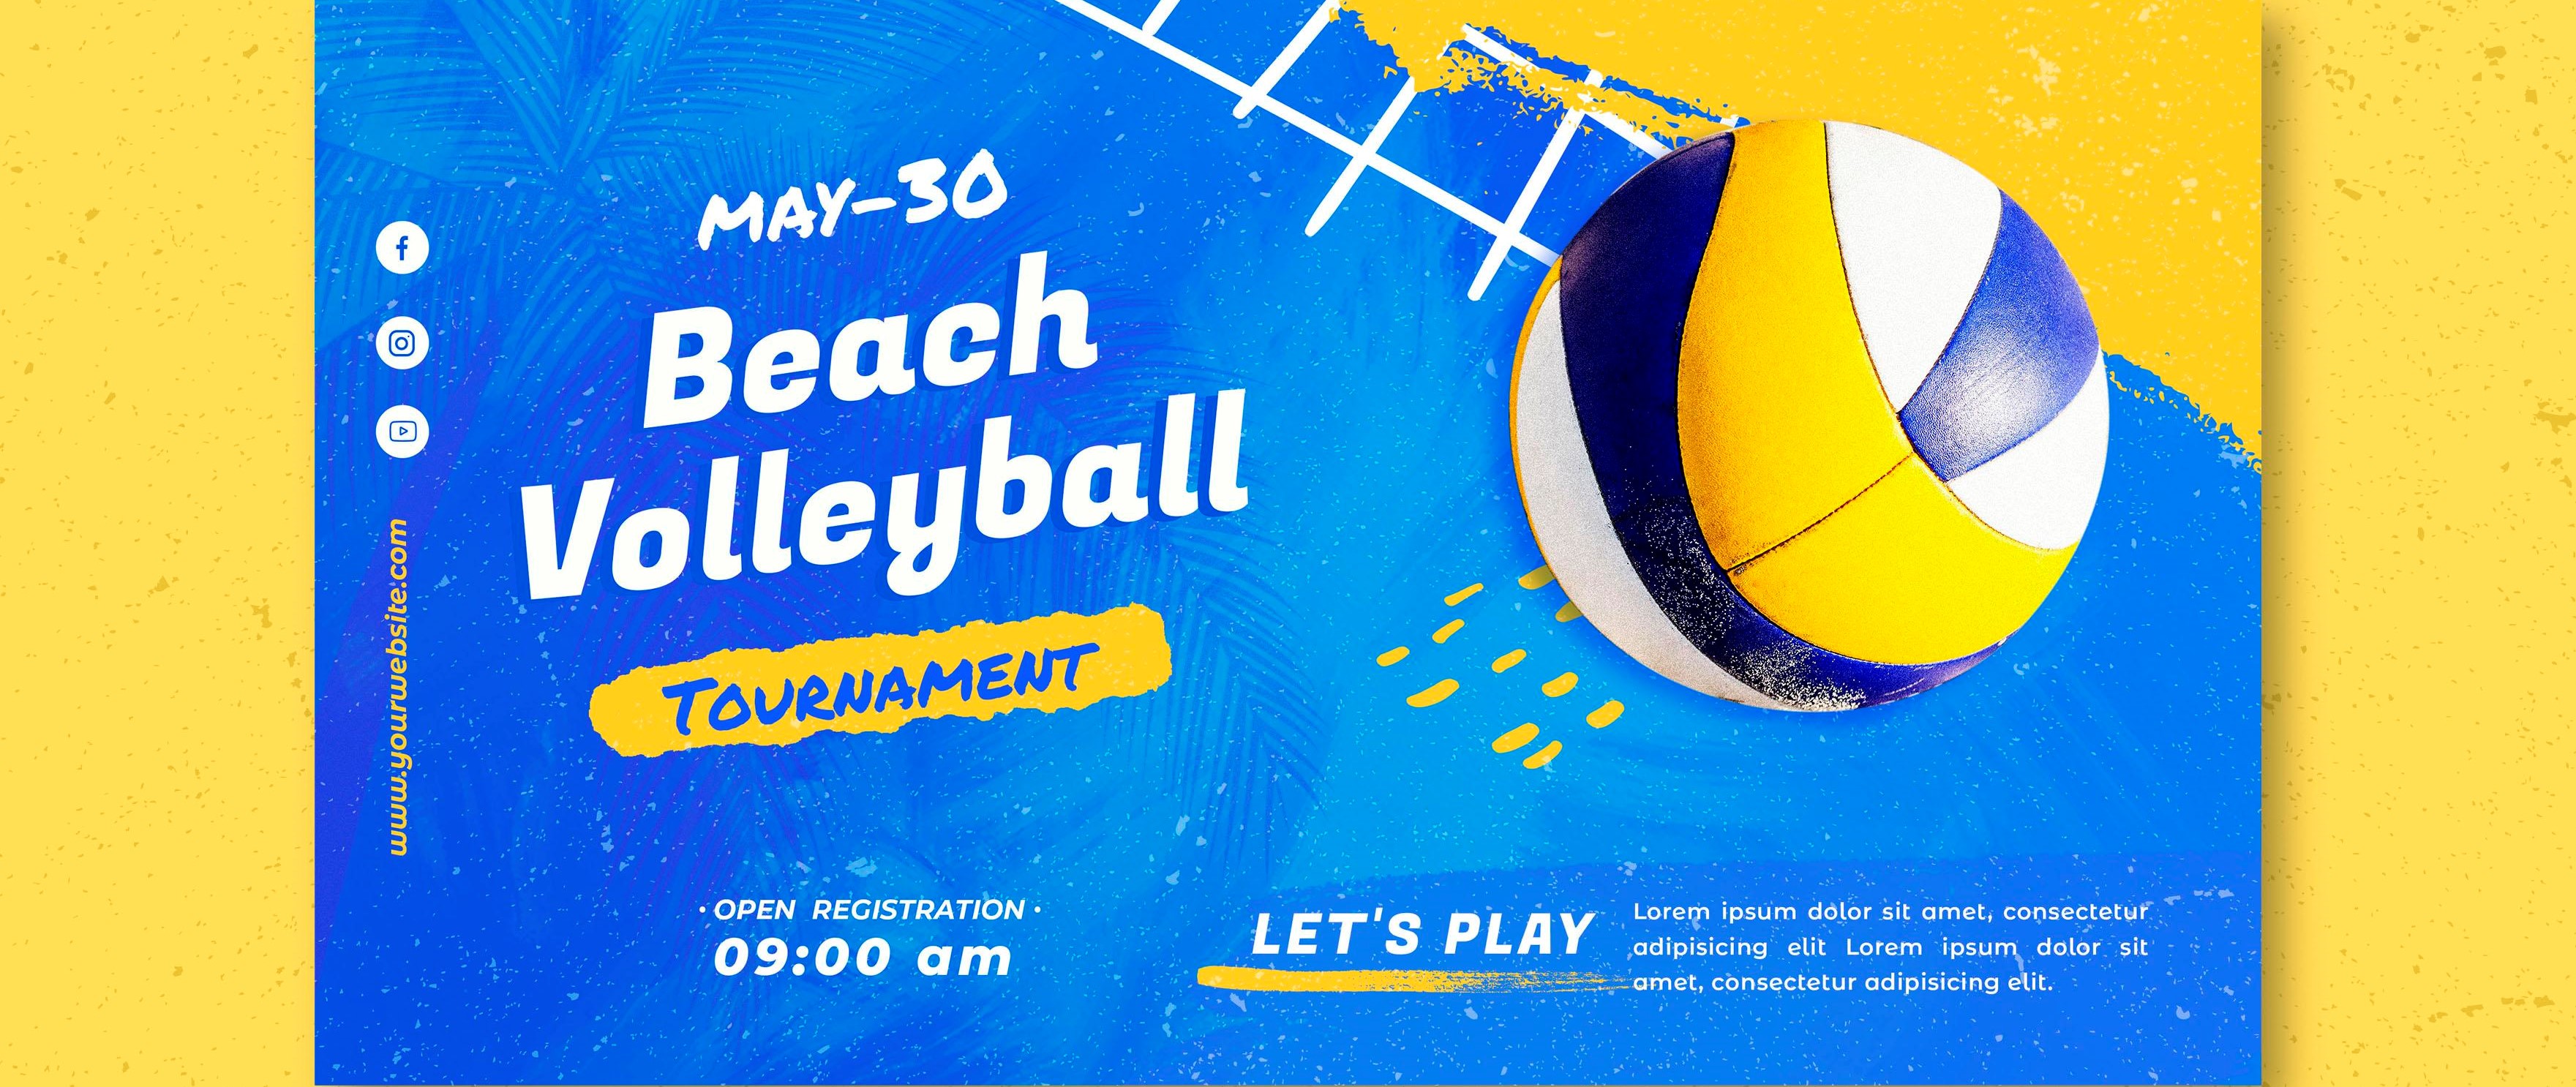 MAY-30
Beach
Volleyball
TOURNAMENT
www.yourwebsite.com
• OPEN REGISTRATION •
09:00 am
LET'S PLAY
Lorem ipsum dolor sit amet, consectetur
adipisicing elit Lorem ipsum dolor sit
amet, consectetur adipisicing elit.